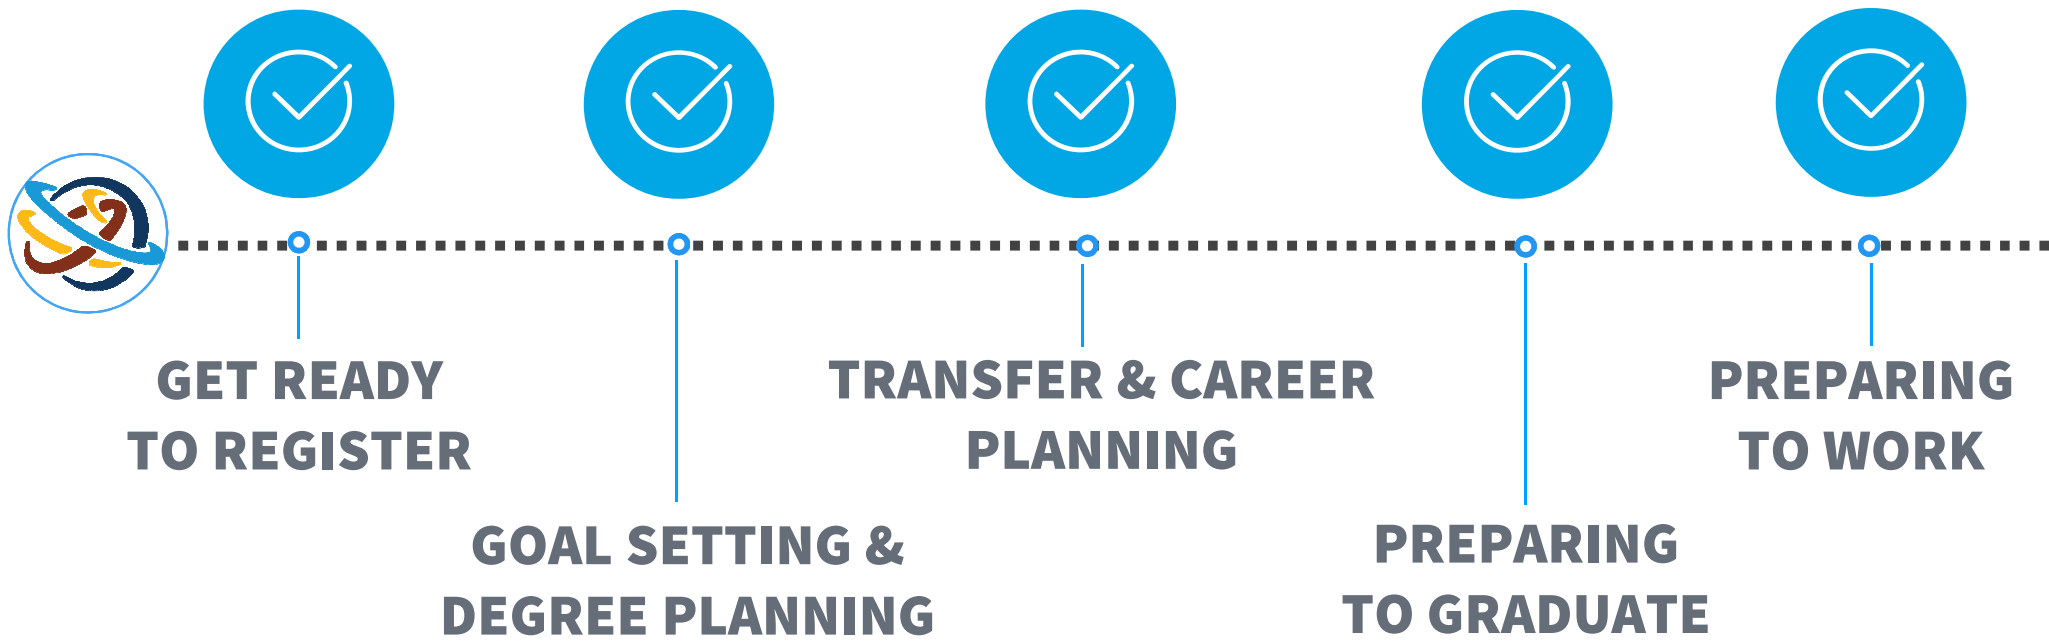 GET READY
TO REGISTER
GOAL SETTING &
DEGREE PLANNING
TRANSFER & CAREER
PLANNING
PREPARING
TO GRADUATE
PREPARING
TO WORK